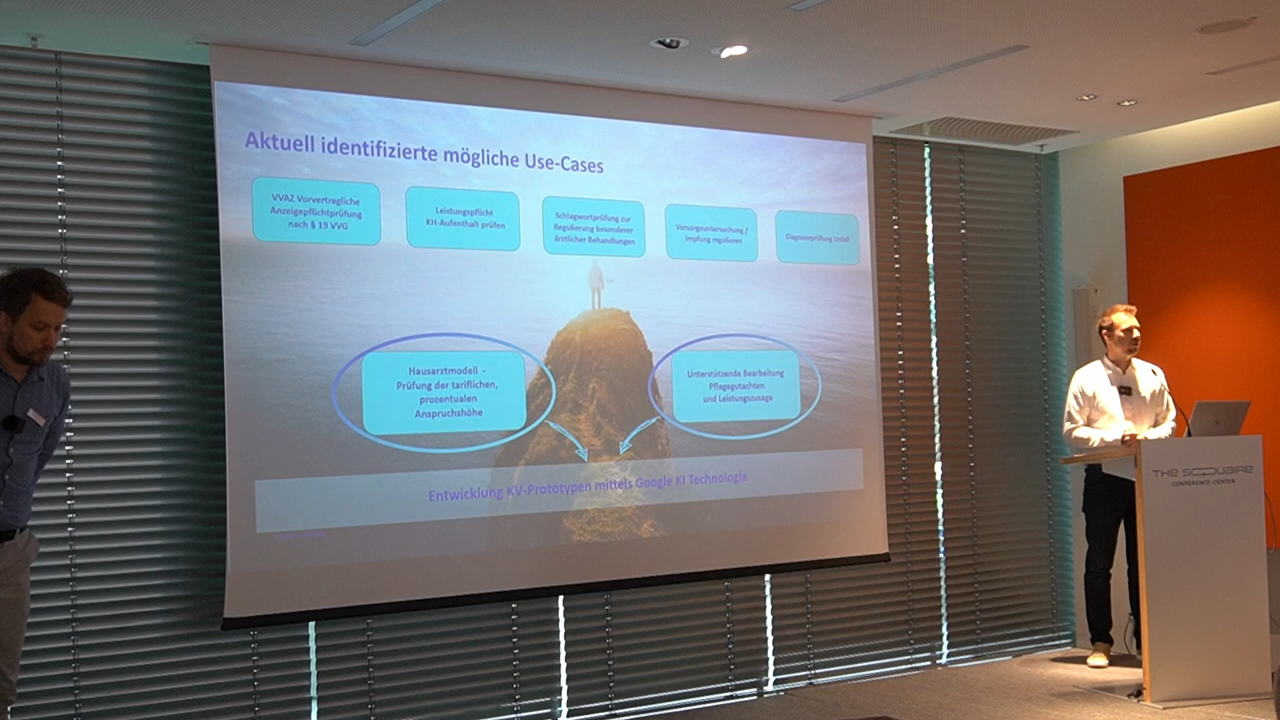 Aktuell identifizierte mögliche Use-Cases
VVAZ Vorvertragliche
Anzeigepflichtprüfung
nach § 19 VVG
Leistungspflicht
KH-Aufenthalt prüfen
Schlagwortprüfung zur
Regulierung besonderer
ärztlicher Behandlungen
Vorsorgeuntersuchung /
Impfung regulieren
Diagnoseprüfung Unfall
Hausarztmodell -
Prüfung der tariflichen,
prozentualen
Anspruchshöhe
Unterstützende Bearbeitung
Pflegegutachten
und Leistungszusage
Entwicklung KV-Prototypen mittels Google KI Technologie
THE SQUAIRE
CONFERENCE-CENTER